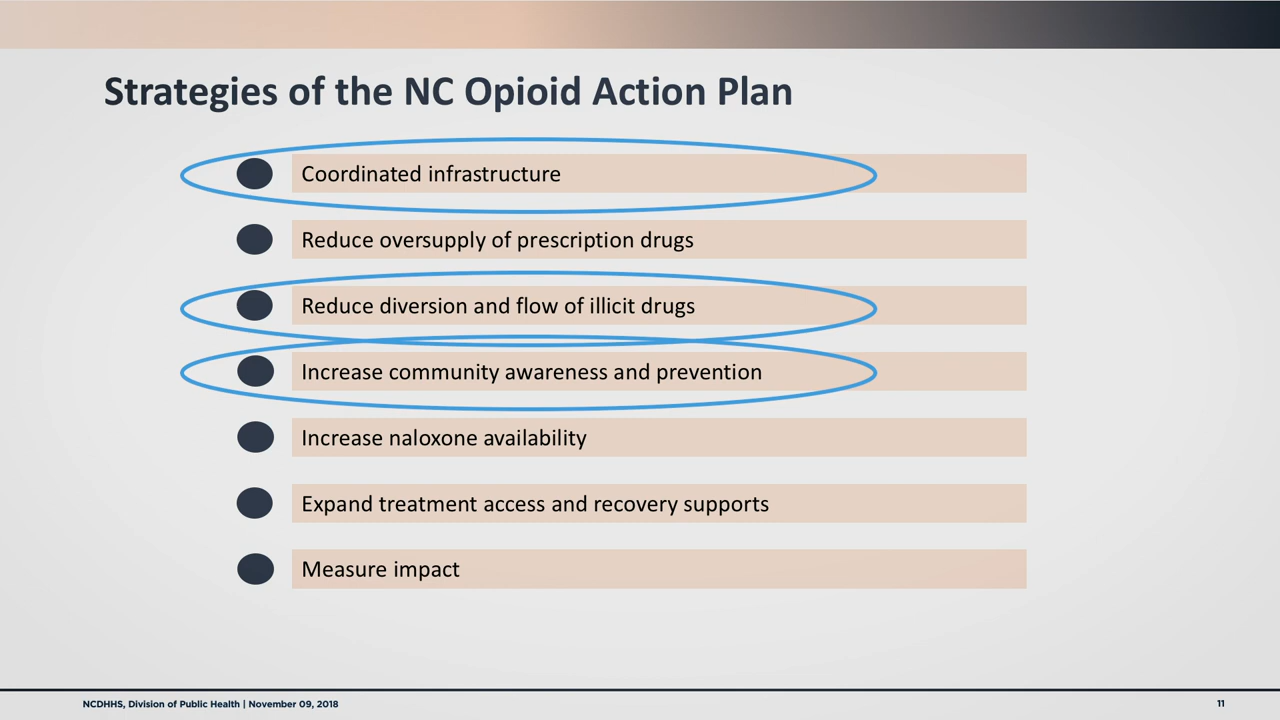 Strategies of the NC Opioid Action Plan
Coordinated infrastructure
Reduce oversupply of prescription drugs
Reduce diversion and flow of illicit drugs
Increase community awareness and prevention
Increase naloxone availability
Expand treatment access and recovery supports
Measure impact
NCDHHS, Division of Public Health | November 09, 2018
11